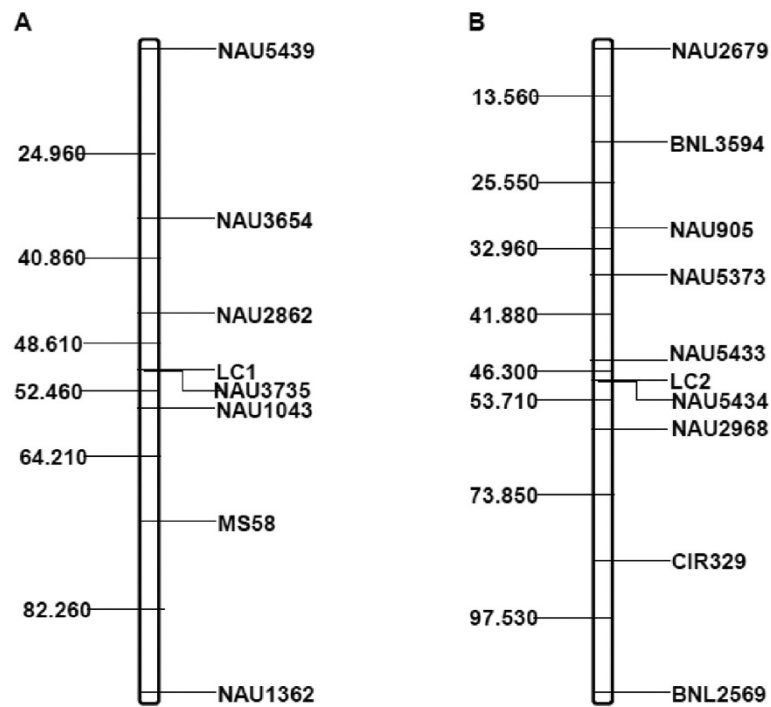 A
NAU5439
24.960
NAU3654
40.860
NAU2862
48.610
LC1
NAU3735
52.460
NAU1043
64.210
MS58
82.260
NAU1362
B
NAU2679
13.560
BNL3594
25.550
NAU905
32.960
NAU5373
41.880
NAU5433
46.300
LC2
53.710
NAU5434
NAU2968
73.850
CIR329
97.530
BNL2569